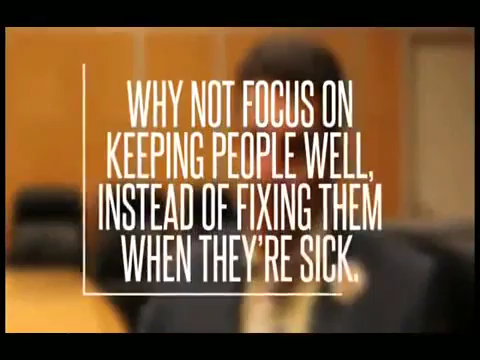 WHY NOT FOCUS ON
KEEPING PEOPLE WELL,
INSTEAD OF FIXING THEM
WHEN THEY'RE SICK.